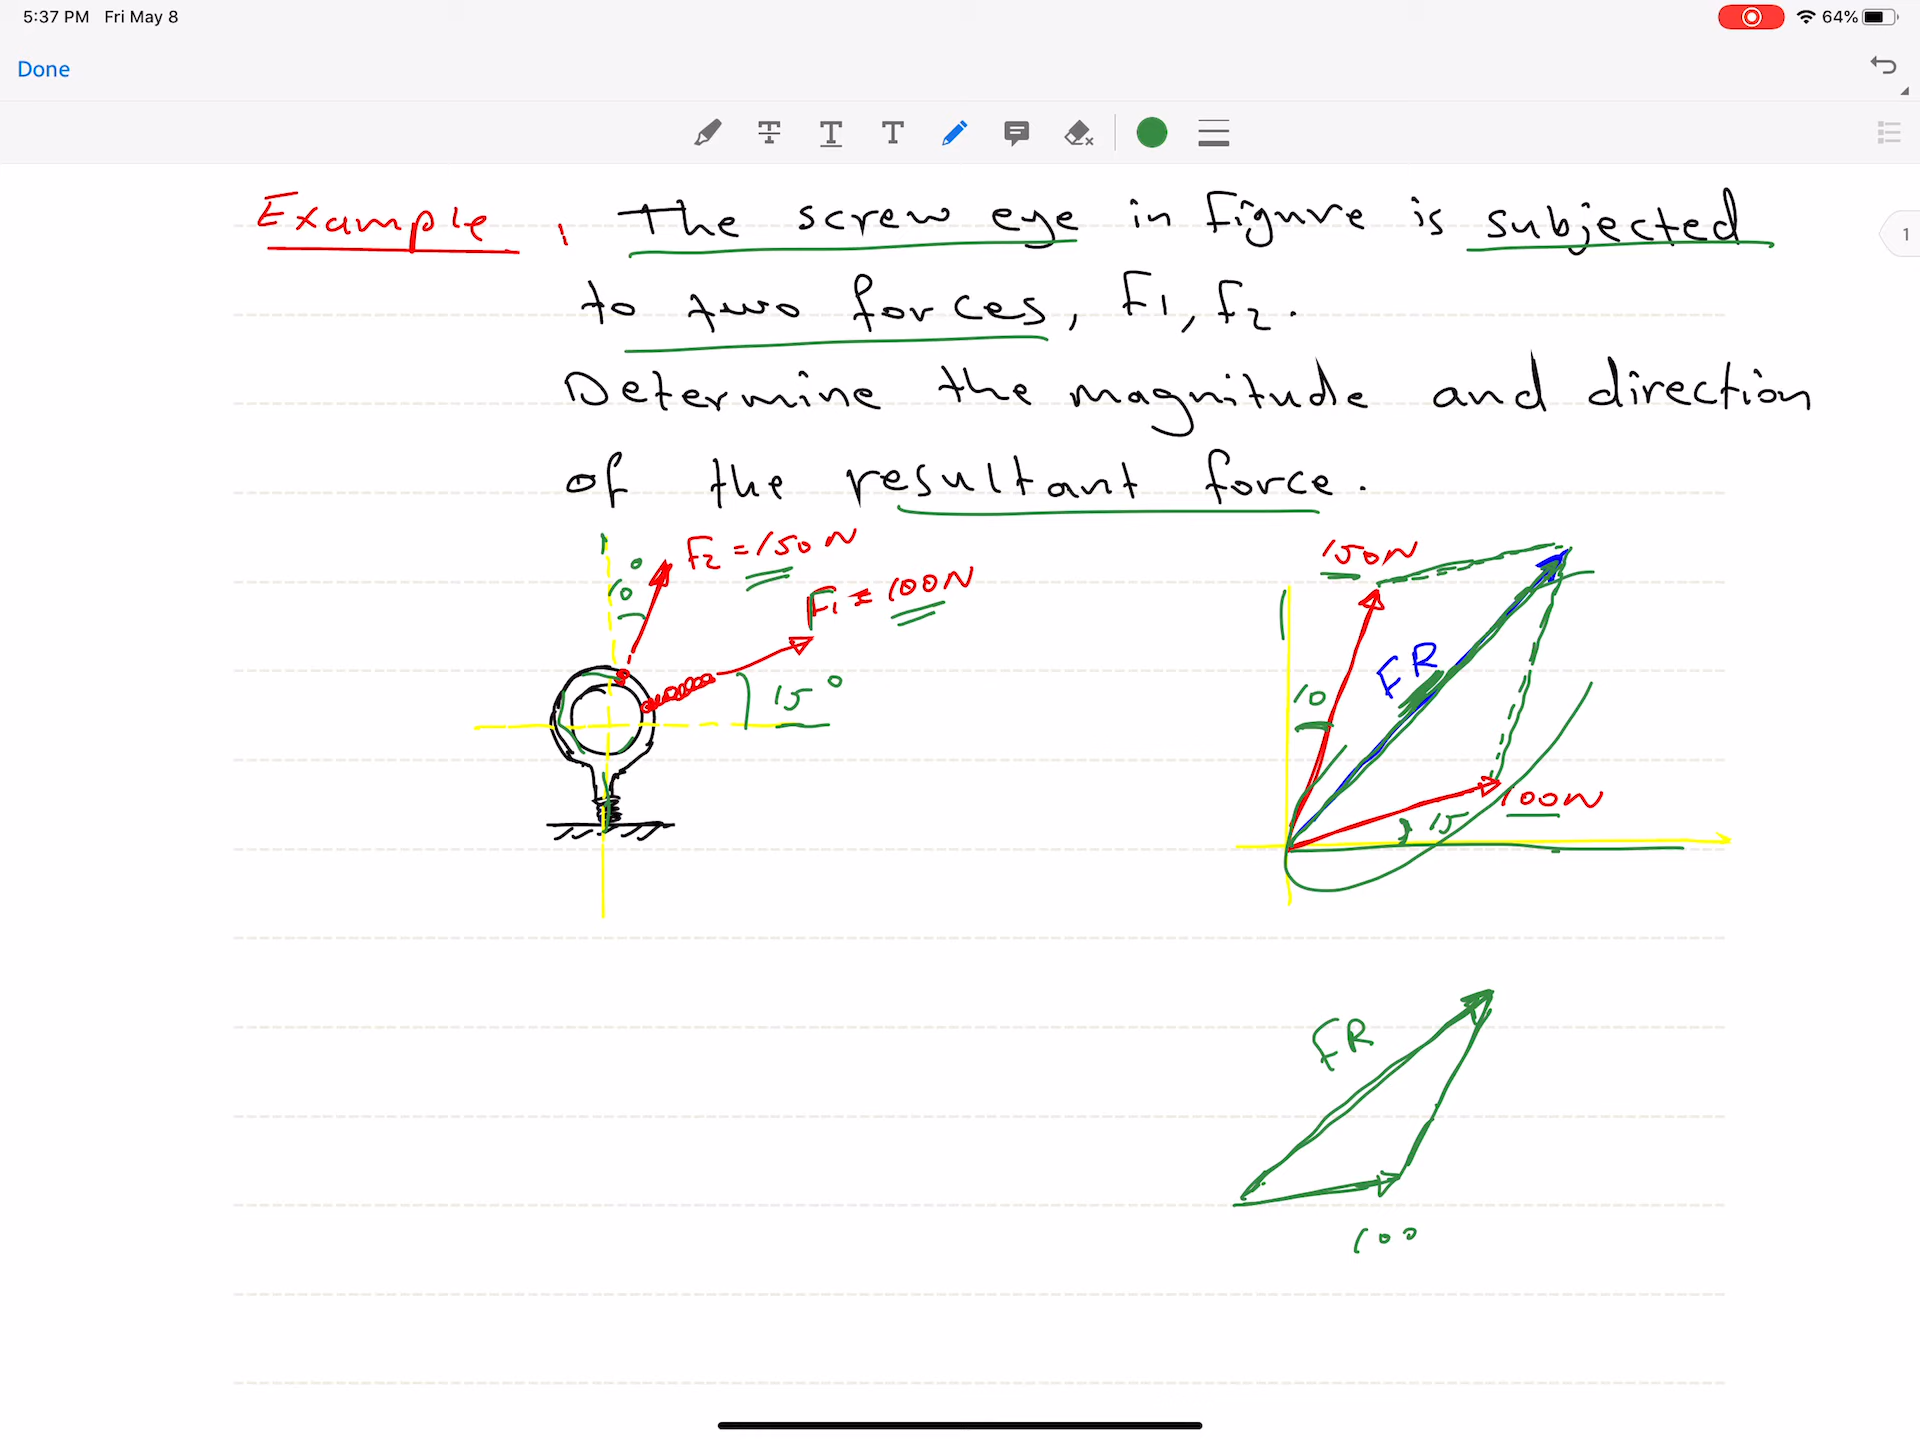 5:37 PM Fri May 8
64%
Done
1
Example: The screw eye in Figure is subjected
to two forces, F1, F2.
Determine the magnitude and direction
of the resultant force.
10°
F2 = 150 N
F1 = 100 N
15°
150N
FR
10
100N
15
FR
100